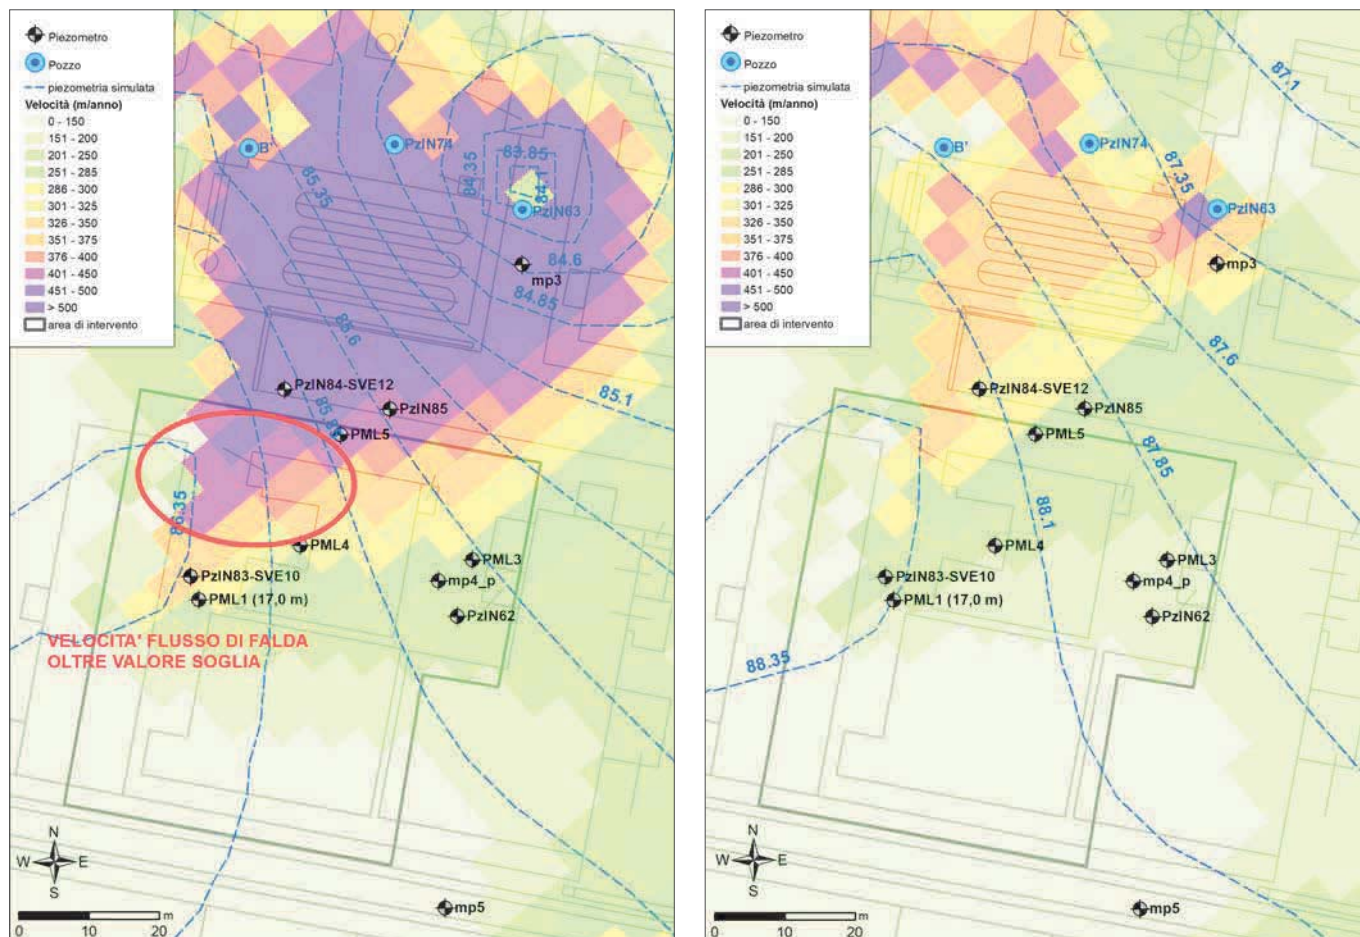 Piezometro
Pozzo
piezometria simulata
Velocità (m/anno)
0 - 150
151 - 200
201 - 250
251 - 285
286 - 300
301 - 325
326 - 350
351 - 375
376 - 400
401 - 450
451 - 500
> 500
area di intervento
B'
PzIN74
83.85
84.35
84.1
PzIN63
85.35
84.6
mp3
84.85
85.6
PzIN84-SVE12
85.1
PzIN85
85.85
PML5
86.35
PML4
PML3
PzIN83-SVE10
mp4_p
PML1 (17,0 m)
PzIN62
VELOCITA' FLUSSO DI FALDA
OLTRE VALORE SOGLIA
N
W E
S
mp5
m
0 10 20
Piezometro
Pozzo
piezometria simulata
Velocità (m/anno)
0 - 150
151 - 200
201 - 250
251 - 285
286 - 300
301 - 325
326 - 350
351 - 375
376 - 400
401 - 450
451 - 500
> 500
area di intervento
87.1
B'
PzIN74
87.35
PzIN63
mp3
87.6
PzIN84-SVE12
PzIN85
PML5
87.85
88.1
PML4
PML3
PzIN83-SVE10
mp4_p
PML1 (17,0 m)
PzIN62
88.35
N
W E
S
mp5
m
0 10 20